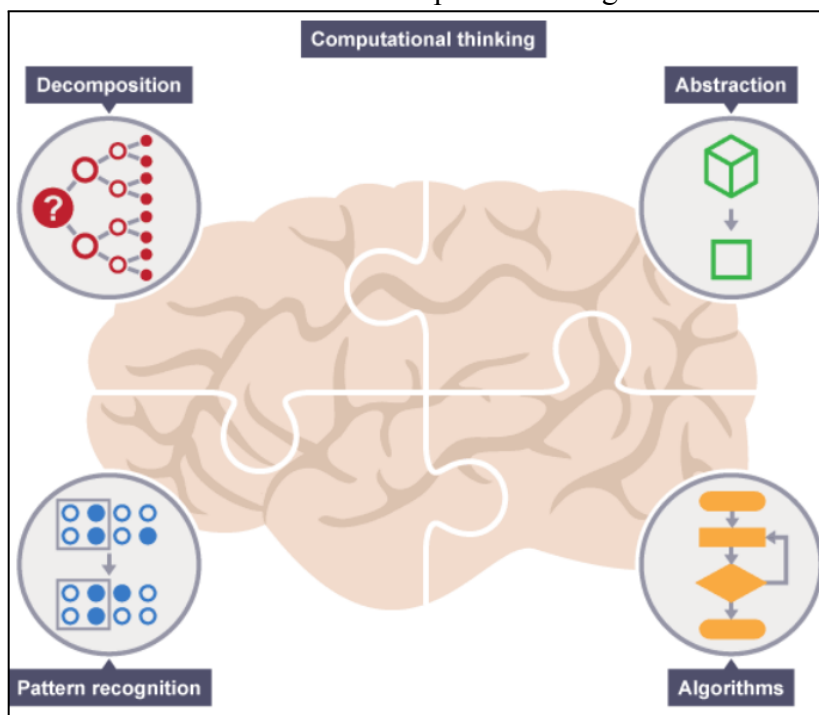 Computational thinking
Decomposition
Abstraction
?
Pattern recognition
Algorithms